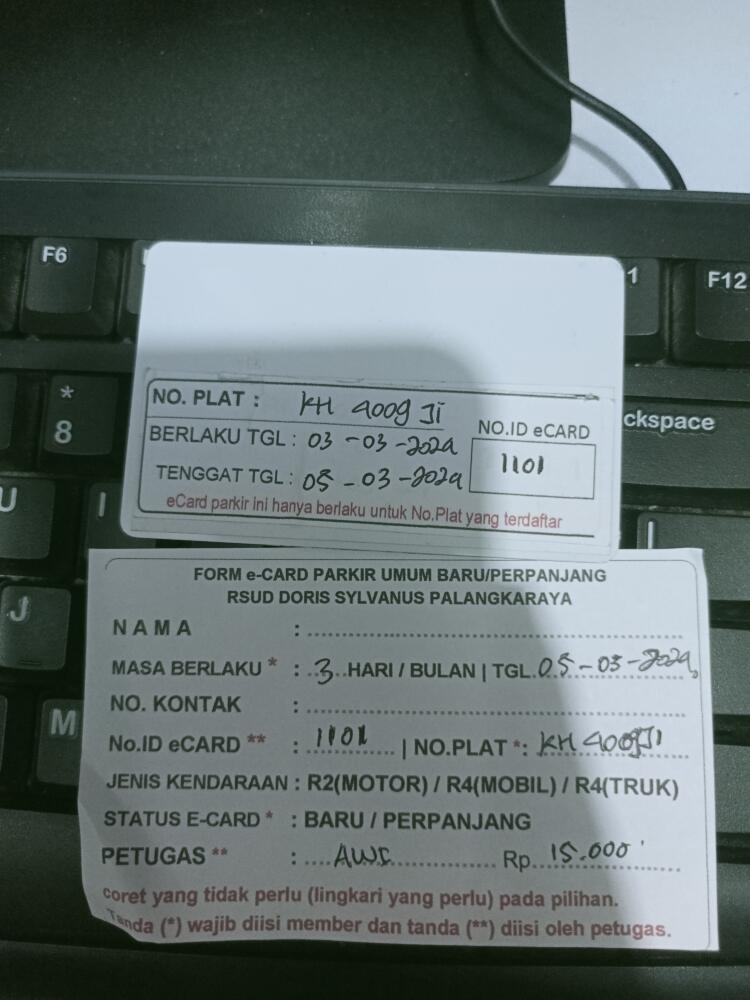 F6
1
F12
*
8
ckspace
U
I
J
M
NO. PLAT : KH 4009 JI
BERLAKU TGL : 03-03-2024
NO.ID eCARD
TENGGAT TGL : 05-03-2024
1101
eCard parkir ini hanya berlaku untuk No.Plat yang terdaftar
FORM e-CARD PARKIR UMUM BARU/PERPANJANG
RSUD DORIS SYLVANUS PALANGKARAYA
NAMA :
MASA BERLAKU * : 3 HARI / BULAN | TGL. 05-03-2024
NO. KONTAK :
No.ID eCARD ** : 1101 | NO.PLAT *: KH 4009 JI
JENIS KENDARAAN : R2(MOTOR) / R4(MOBIL) / R4(TRUK)
STATUS E-CARD * : BARU / PERPANJANG
PETUGAS ** : Rp. 15.000
coret yang tidak perlu (lingkari yang perlu) pada pilihan.
Tanda (*) wajib diisi member dan tanda (**) diisi oleh petugas.